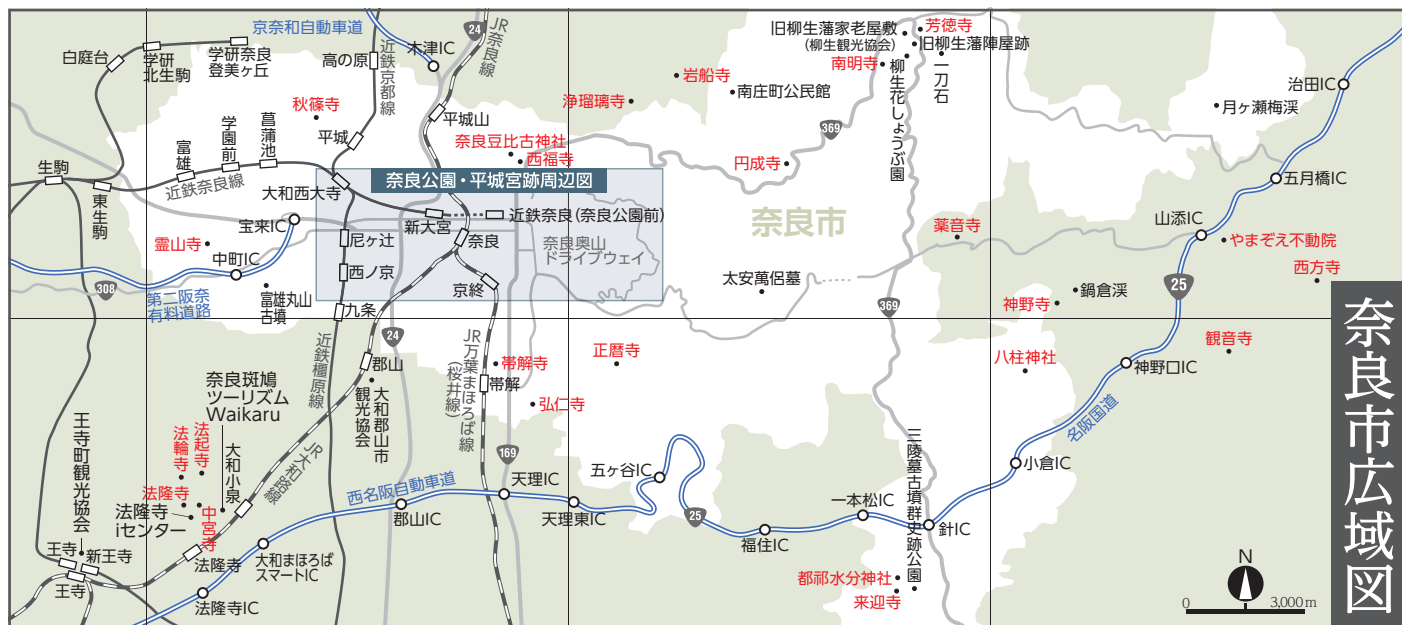 奈良市広域図
京奈和自動車道
24
JR奈良線
旧柳生藩家老屋敷
(柳生観光協会)
芳徳寺
旧柳生藩陣屋跡
南明寺
一刀石
柳生花しょうぶ園
白庭台
学研
北生駒
学研奈良
登美ヶ丘
高の原
近鉄京都線
木津IC
岩船寺
南庄町公民館
浄瑠璃寺
治田IC
月ヶ瀬梅渓
秋篠寺
平城
平城山
369
奈良豆比古神社
西福寺
円成寺
生駒
東生駒
富雄
学園前
菖蒲池
近鉄奈良線
奈良公園・平城宮跡周辺図
大和西大寺
五月橋IC
宝来IC
新大宮
近鉄奈良(奈良公園前)
奈良市
薬音寺
山添IC
やまぞえ不動院
霊山寺
中町IC
尼ヶ辻
奈良
奈良奥山
ドライブウェイ
西ノ京
京終
太安萬侶墓
西方寺
308
第二阪奈
有料道路
富雄丸山
古墳
九条
369
神野寺
鍋倉渓
25
24
近鉄橿原線
郡山
大和郡山市
観光協会
JR万葉まほろば線
(桜井線)
帯解寺
帯解
正暦寺
弘仁寺
八柱神社
観音寺
神野口IC
名阪国道
奈良斑鳩
ツーリズム
Waikaru
王寺町観光協会
法輪寺
法起寺
大和小泉
JR大和路線
法隆寺
法隆寺
iセンター
中宮寺
西名阪自動車道
169
天理IC
郡山IC
天理東IC
五ヶ谷IC
25
福住IC
一本松IC
三陵墓古墳群史跡公園
針IC
小倉IC
王寺
新王寺
王寺
法隆寺
大和まほろば
スマートIC
法隆寺IC
都祁水分神社
来迎寺
N
0
3,000m